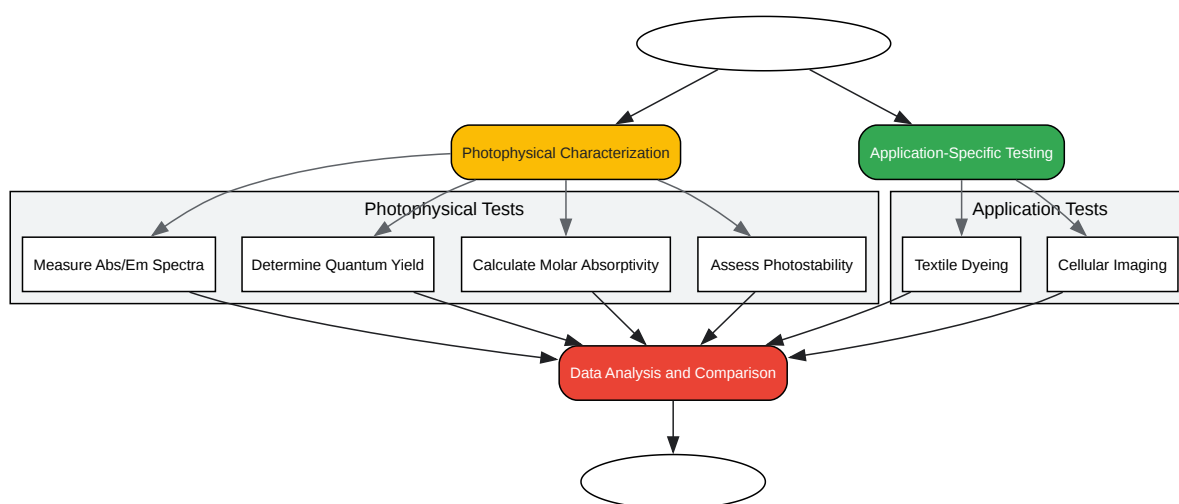 Photophysical Characterization
Application-Specific Testing
Photophysical Tests
Application Tests
Measure Abs/Em Spectra
Determine Quantum Yield
Calculate Molar Absorptivity
Assess Photostability
Textile Dyeing
Cellular Imaging
Data Analysis and Comparison